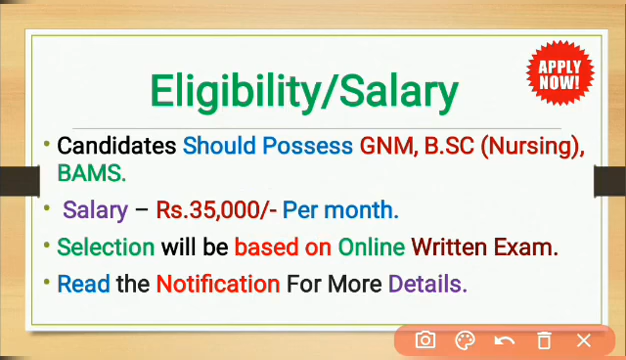 APPLY
NOW!
Eligibility/Salary
• Candidates Should Possess GNM, B.SC (Nursing),
BAMS.
• Salary – Rs.35,000/- Per month.
• Selection will be based on Online Written Exam.
• Read the Notification For More Details.